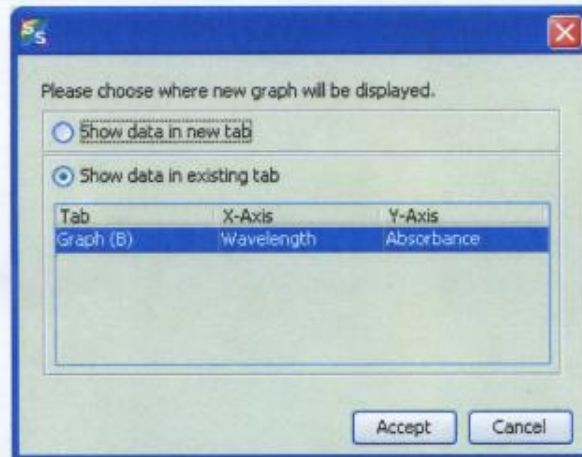 SS
Please choose where new graph will be displayed.
Show data in new tab
Show data in existing tab
Tab X-Axis Y-Axis
Graph (B) Wavelength Absorbance
Accept Cancel